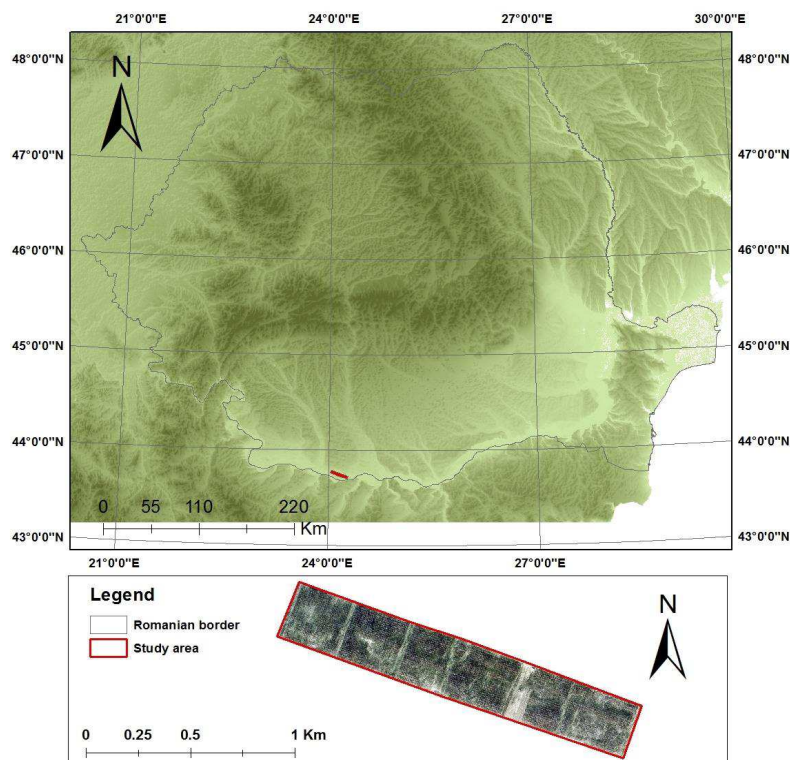 21°0'0"E 24°0'0"E 27°0'0"E 30°0'0"E
48°0'0"N 48°0'0"N
N
47°0'0"N 47°0'0"N
46°0'0"N 46°0'0"N
45°0'0"N 45°0'0"N
44°0'0"N 44°0'0"N
0 55 110 220
Km
43°0'0"N 43°0'0"N
21°0'0"E 24°0'0"E 27°0'0"E
Legend
N
Romanian border
Study area
0 0.25 0.5 1 Km